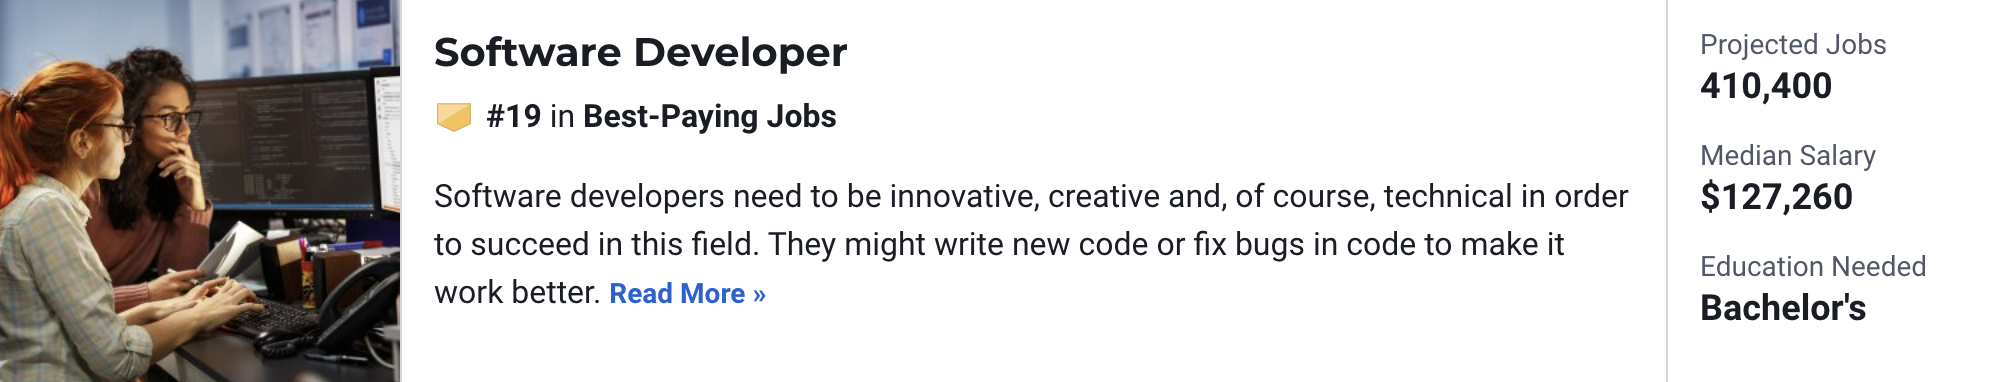 Software Developer
#19 in Best-Paying Jobs
Software developers need to be innovative, creative and, of course, technical in order
to succeed in this field. They might write new code or fix bugs in code to make it
work better. Read More »
Projected Jobs
410,400
Median Salary
$127,260
Education Needed
Bachelor's